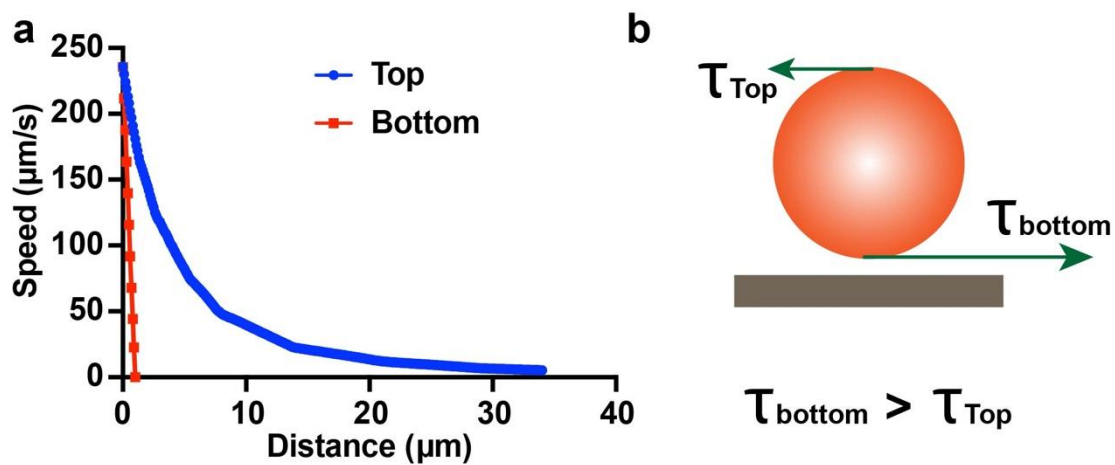 a
250
200
150
100
50
0
Speed (µm/s)
Top
Bottom
0 10 20 30 40
Distance (µm)
b
τTop
τbottom
τbottom > τTop